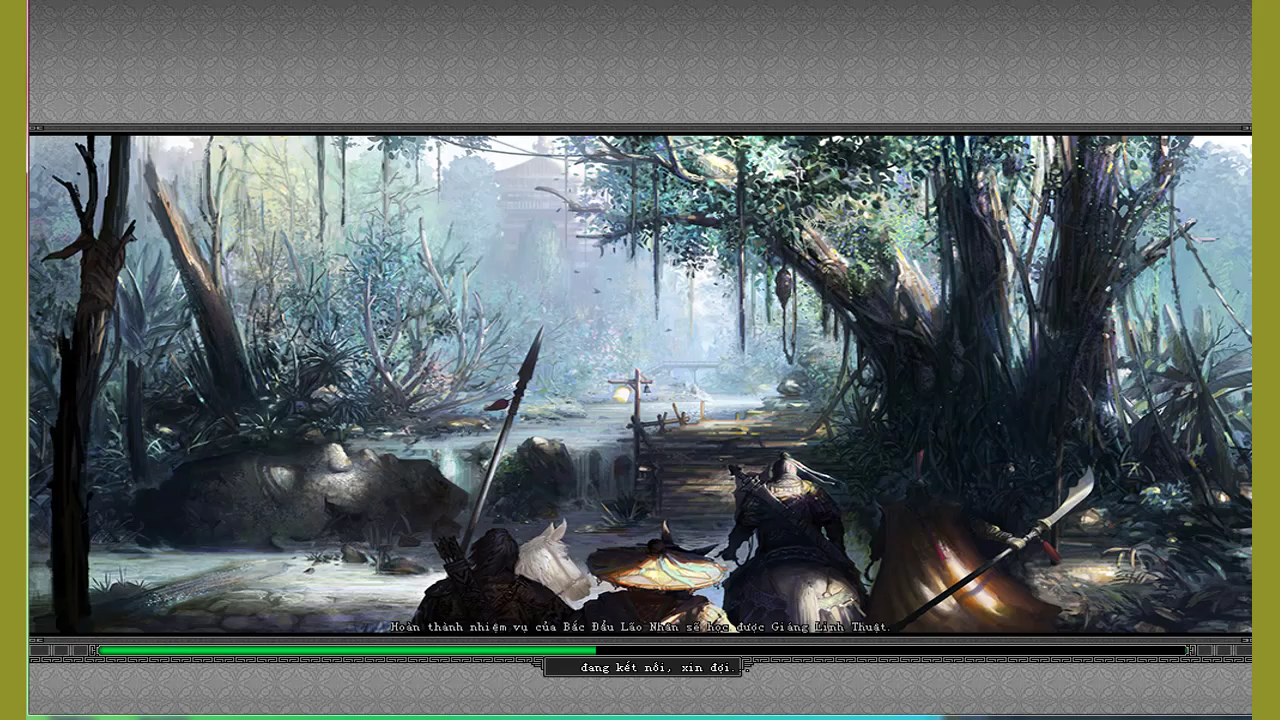 Hoàn thành nhiệm vụ của Bắc Đẩu Lão Nhân sẽ học được Giáng Linh Thuật.
đang kết nối, xin đợi.